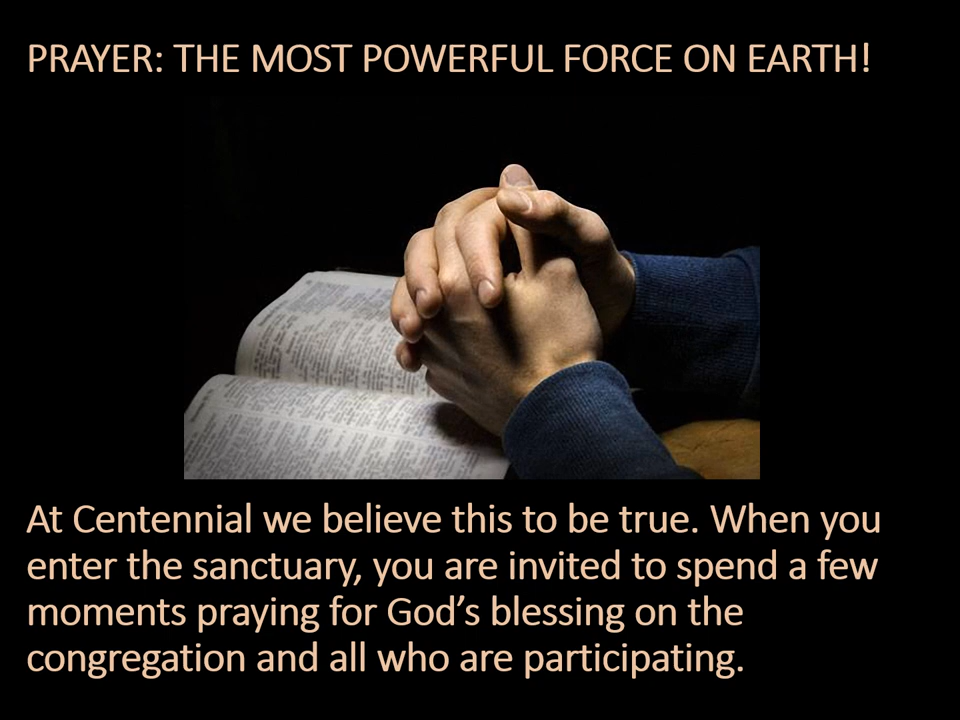 PRAYER: THE MOST POWERFUL FORCE ON EARTH!
At Centennial we believe this to be true. When you
enter the sanctuary, you are invited to spend a few
moments praying for God’s blessing on the
congregation and all who are participating.